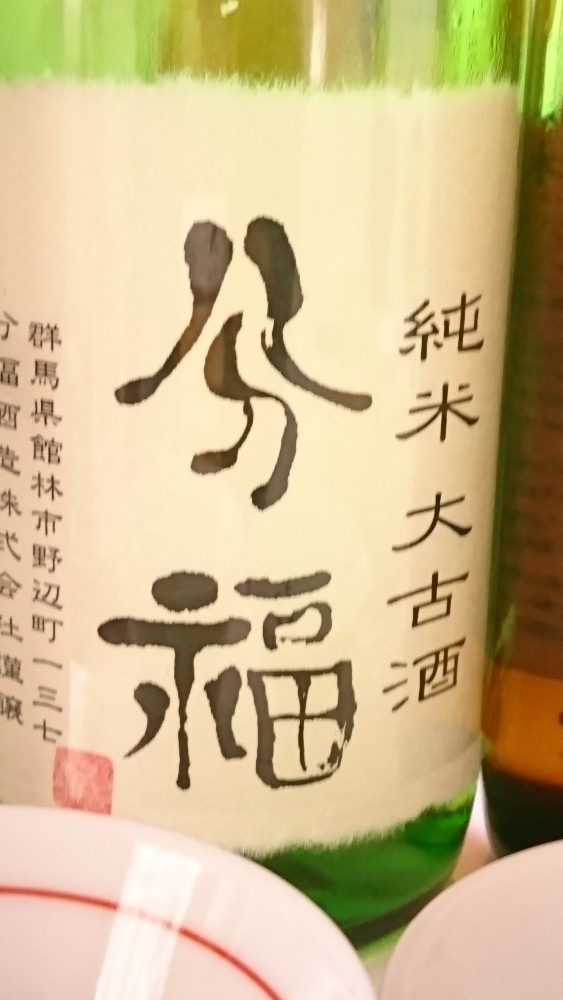 純米 大古酒
分福
群馬県館林市野辺町一三七
分福酒造株式会社謹醸